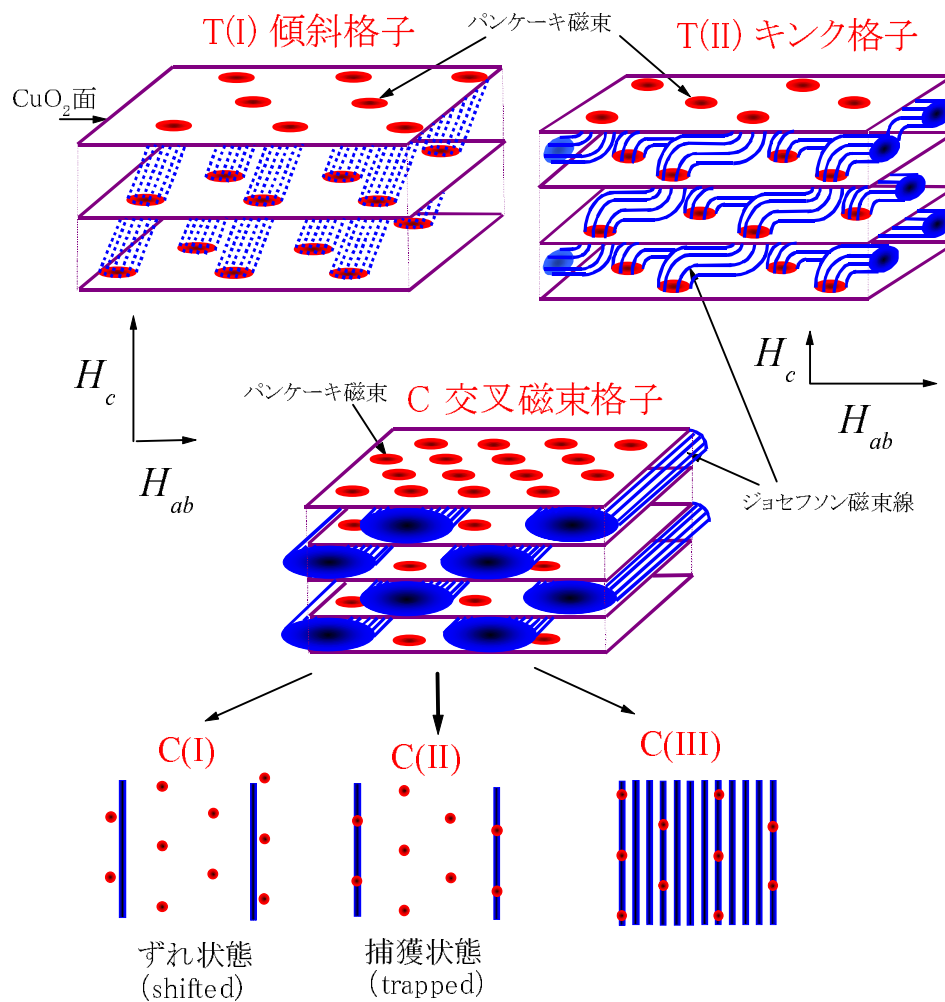 T(I) 傾斜格子
パンケーキ磁束
T(II) キンク格子
CuO2面
Hc
Hab
Hc
Hab
パンケーキ磁束
C 交叉磁束格子
ジョセフソン磁束線
C(I)
C(II)
C(III)
ずれ状態
(shifted)
捕獲状態
(trapped)